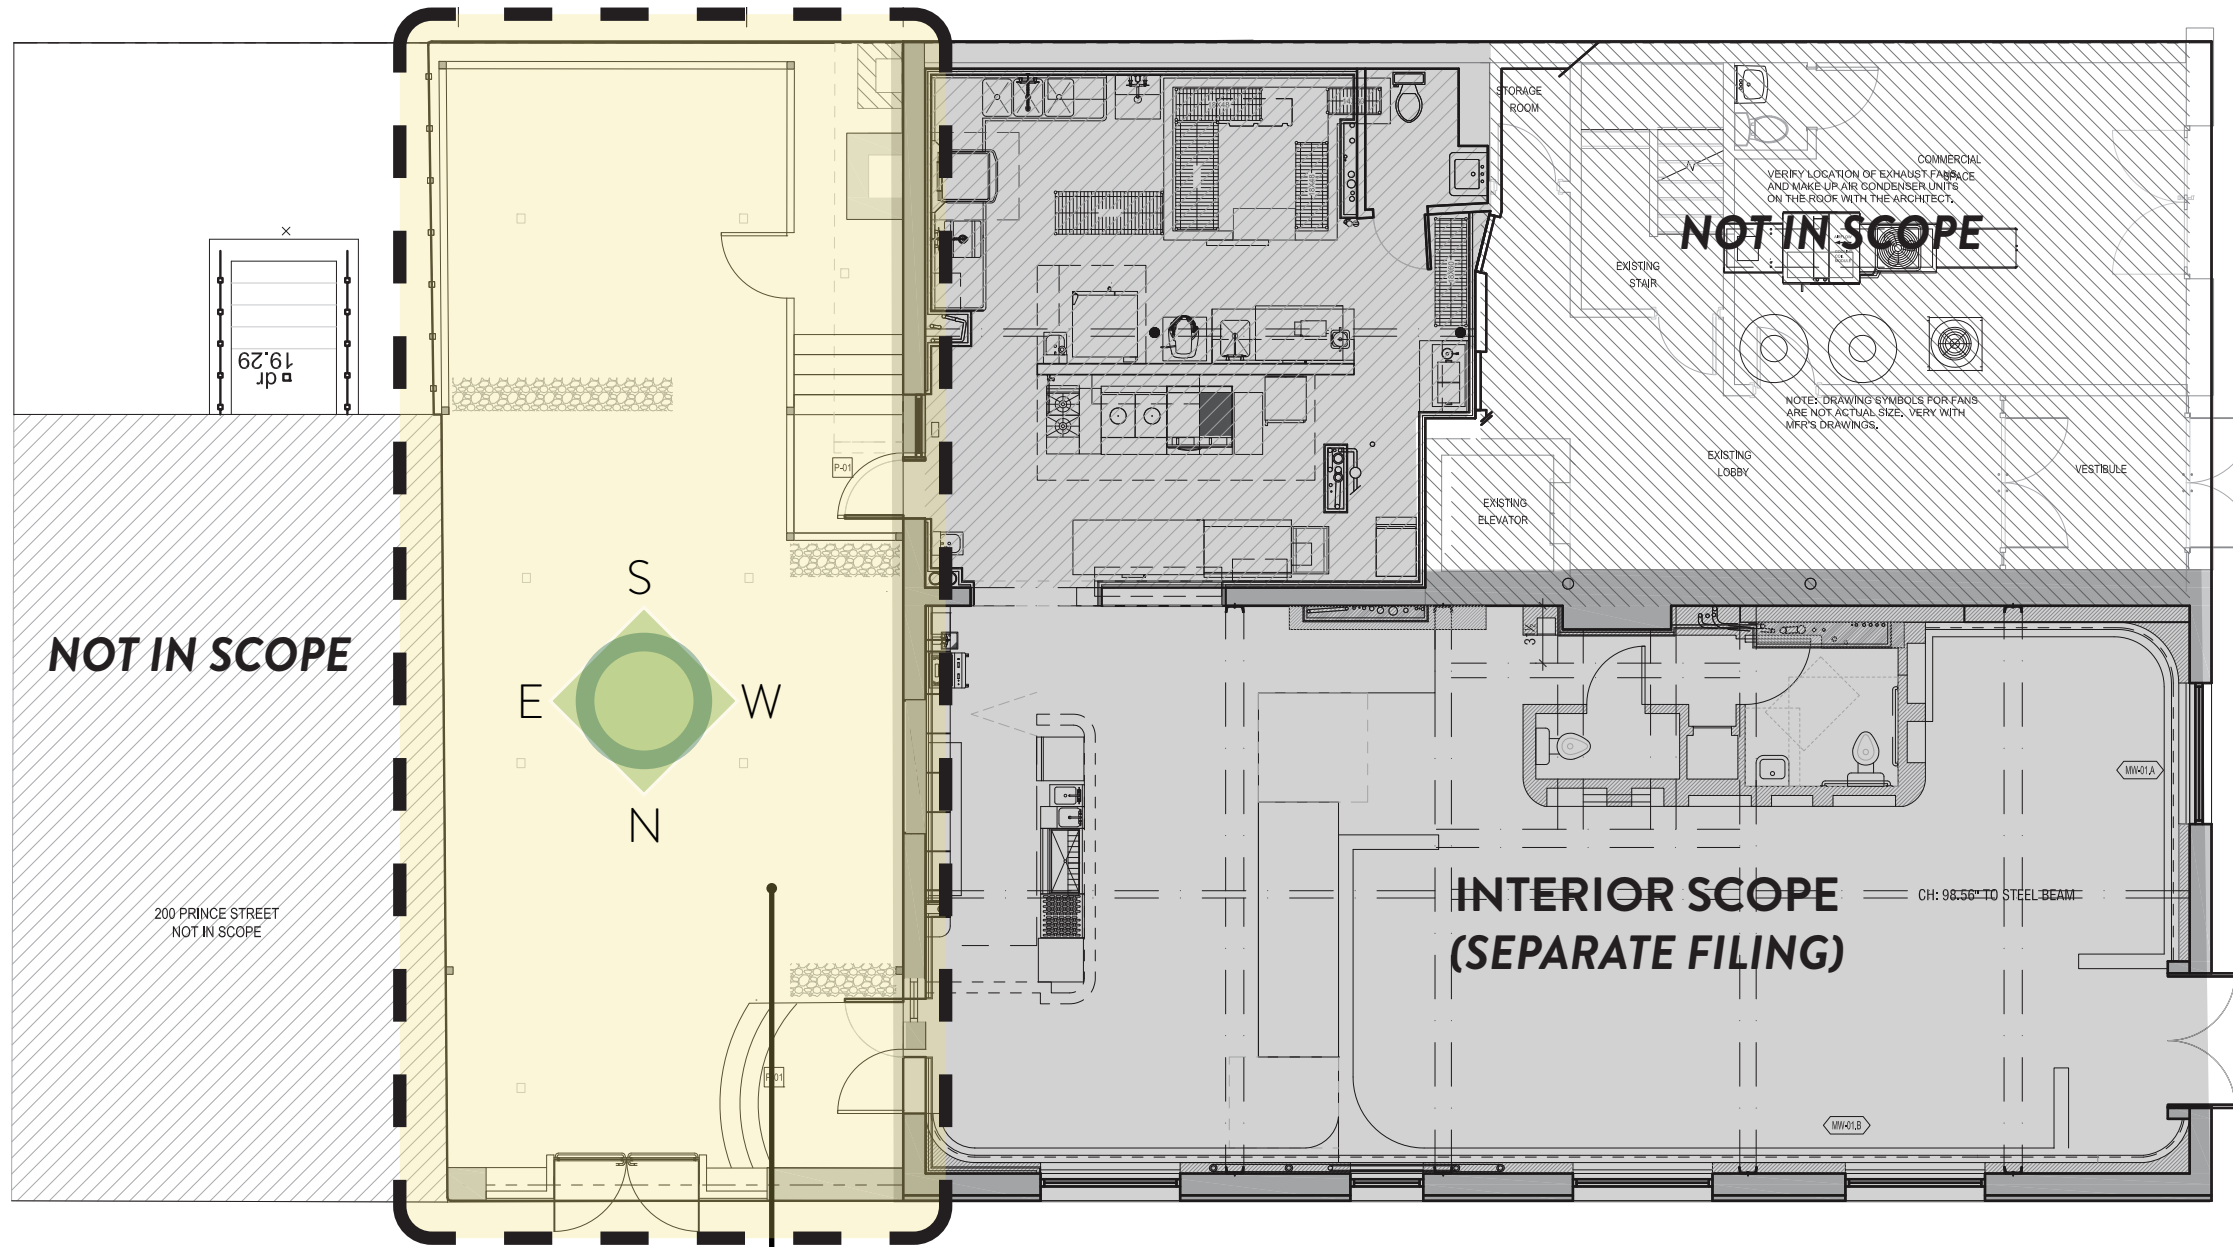 STORAGE
ROOM
COMMERCIAL
SPACE
VERIFY LOCATION OF EXHAUST FANS
AND MAKE UP AIR CONDENSER UNITS
ON THE ROOF WITH THE ARCHITECT.
NOT IN SCOPE
EXISTING
STAIR
dr
19.29
NOTE: DRAWING SYMBOLS FOR FANS
ARE NOT ACTUAL SIZE, VERY WITH
MFR'S DRAWINGS.
EXISTING
LOBBY
VESTIBULE
P-01
EXISTING
ELEVATOR
S
E
W
N
NOT IN SCOPE
MW-01.A
200 PRINCE STREET
NOT IN SCOPE
INTERIOR SCOPE
(SEPARATE FILING)
CH: 98.56" TO STEEL BEAM
P-01
MW-01.B